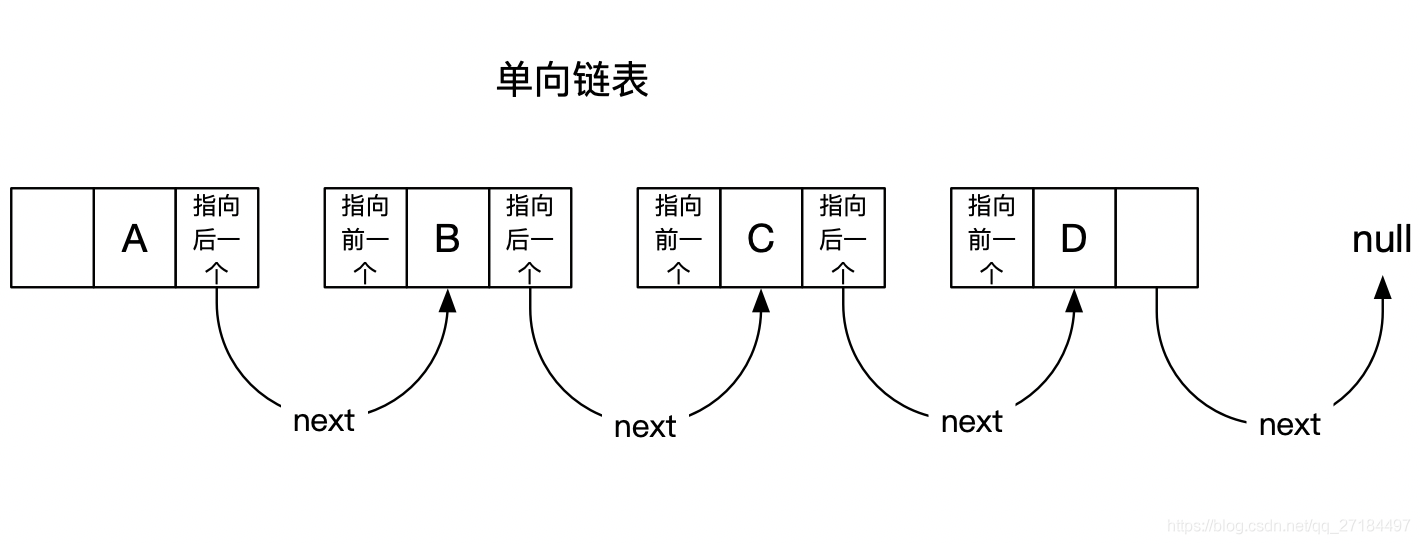 单向链表
A
指向
后一
个
指向
前一
个
B
指向
后一
个
指向
前一
个
C
指向
后一
个
指向
前一
个
D
null
next
next
next
next
https://blog.csdn.net/qq_27184497